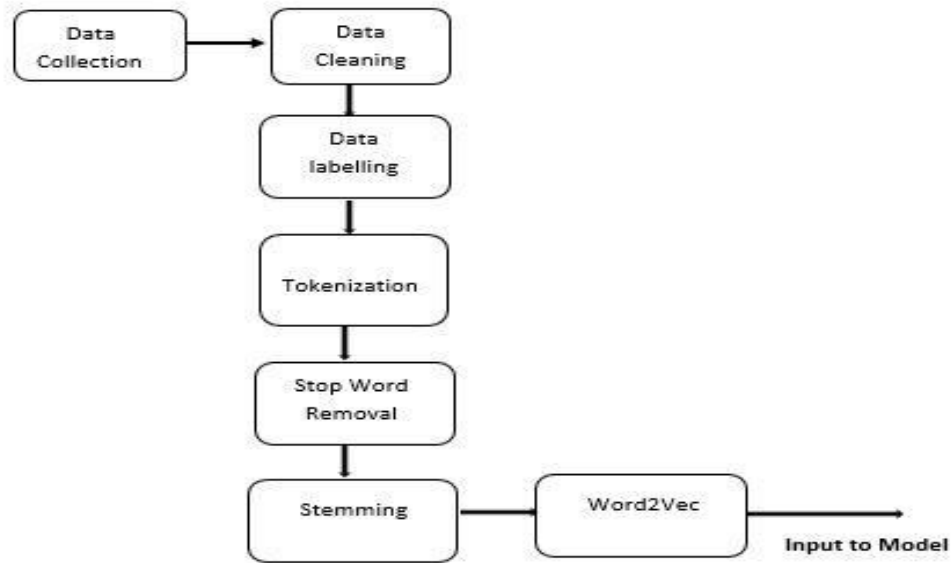 Data
Collection
Data
Cleaning
Data
labelling
Tokenization
Stop Word
Removal
Stemming
Word2Vec
Input to Model